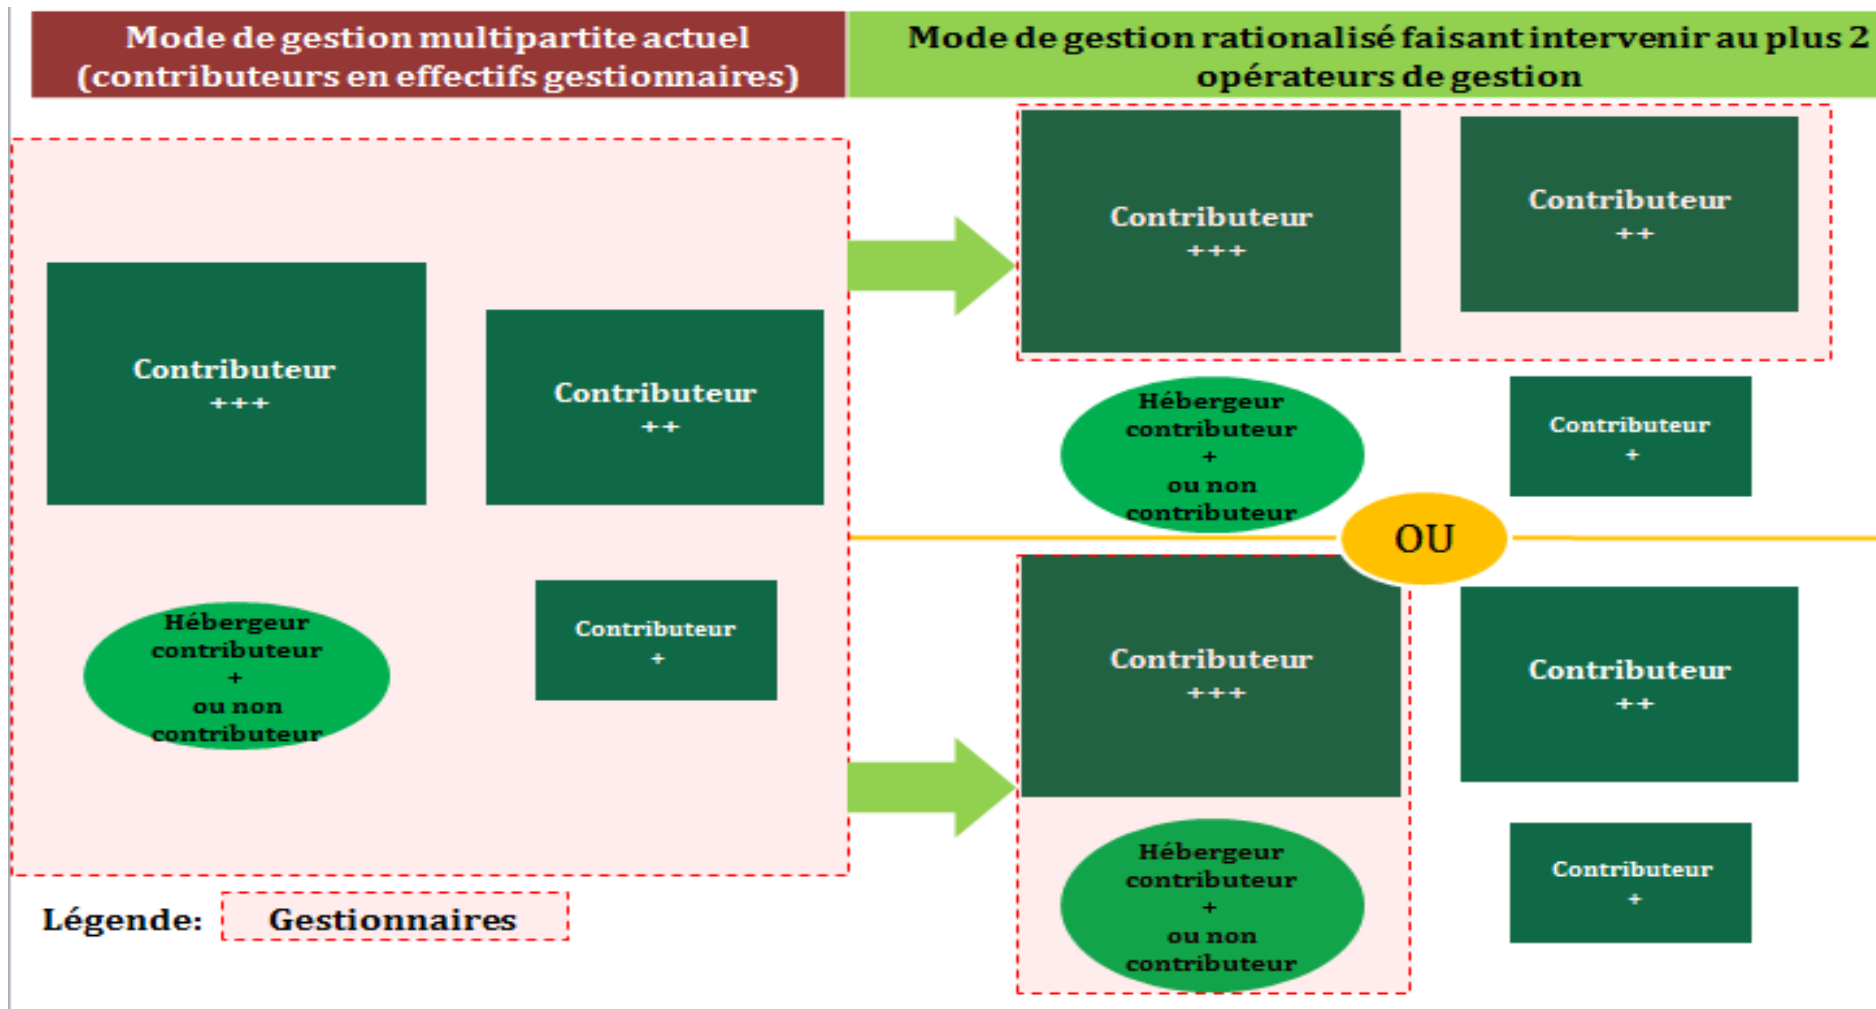 Mode de gestion multipartite actuel
(contributeurs en effectifs gestionnaires)
Mode de gestion rationalisé faisant intervenir au plus 2
opérateurs de gestion
Contributeur
+++
Contributeur
++
Hébergeur
contributeur
+
ou non
contributeur
Contributeur
+
Légende:
Gestionnaires
Contributeur
+++
Contributeur
++
Hébergeur
contributeur
+
ou non
contributeur
Contributeur
+
OU
Contributeur
+++
Contributeur
++
Hébergeur
contributeur
+
ou non
contributeur
Contributeur
+